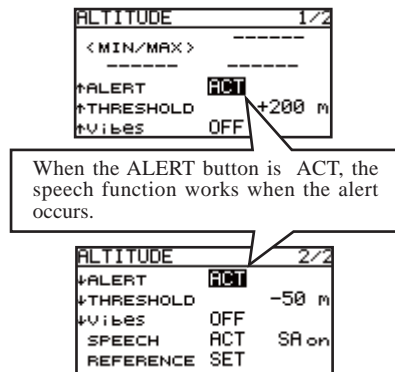 ALTITUDE 1/2
------
<MIN/MAX>
------ ------
↑ALERT ACT
↑THRESHOLD +200 m
↑Vibes OFF
When the ALERT button is ACT, the
speech function works when the alert
occurs.
ALTITUDE 2/2
↓ALERT ACT
↓THRESHOLD -50 m
↓Vibes OFF
SPEECH ACT SA on
REFERENCE SET